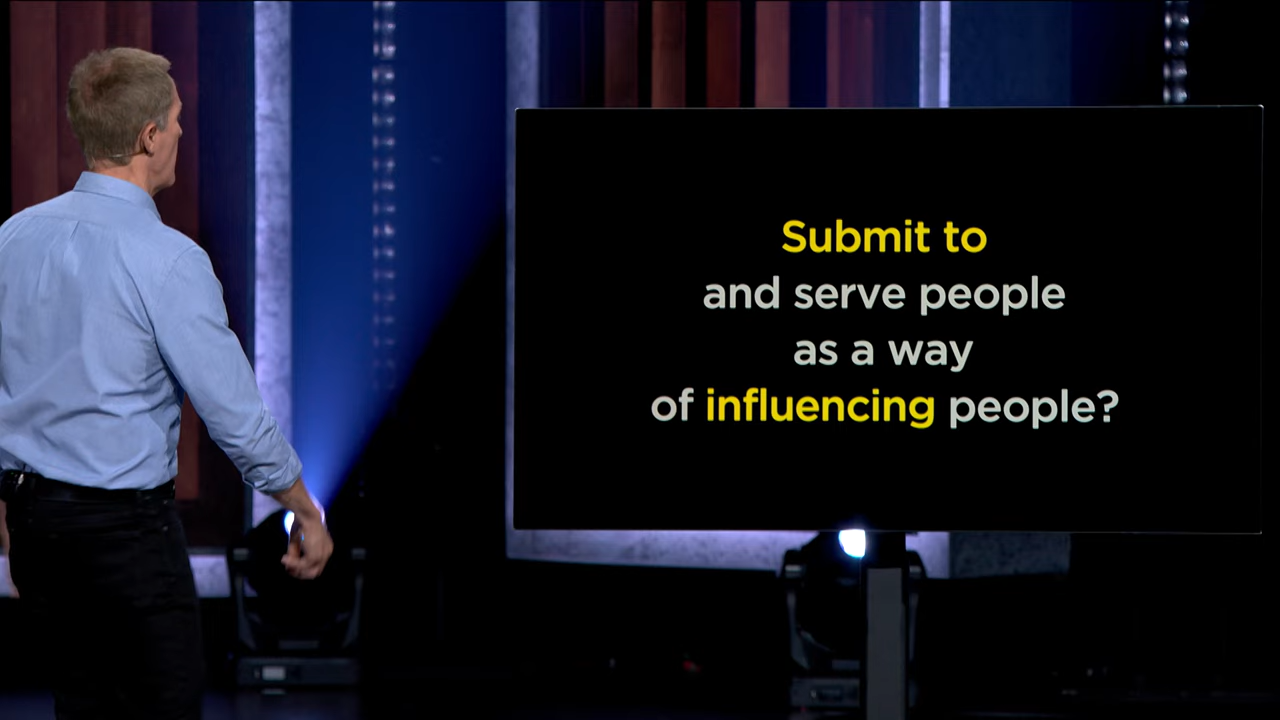 Submit to
and serve people
as a way
of influencing people?